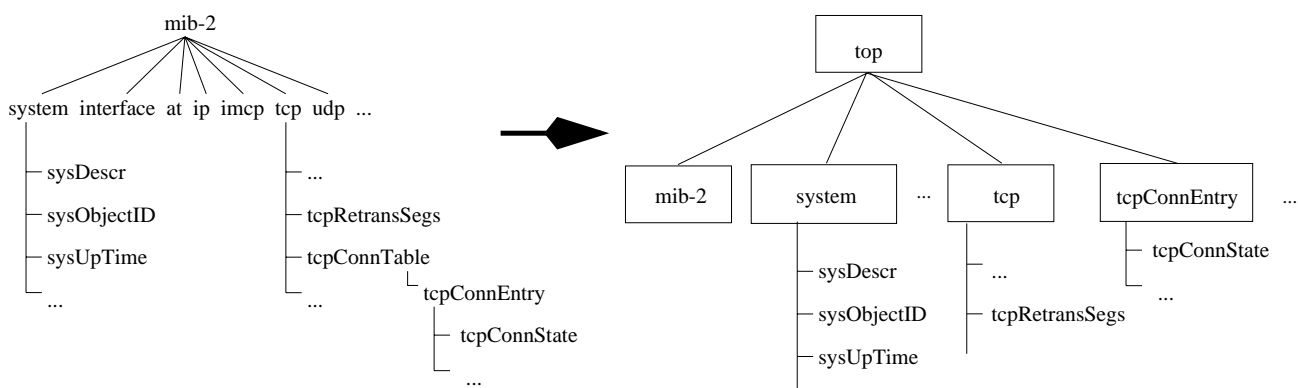 mib-2
system interface at ip imcp tcp udp ...
sysDescr
sysObjectID
sysUpTime
...
...
tcpRetransSegs
tcpConnTable
...
tcpConnEntry
tcpConnState
...
top
mib-2 system ... tcp tcpConnEntry ...
sysDescr
sysObjectID
sysUpTime
...
tcpRetransSegs
tcpConnState
...